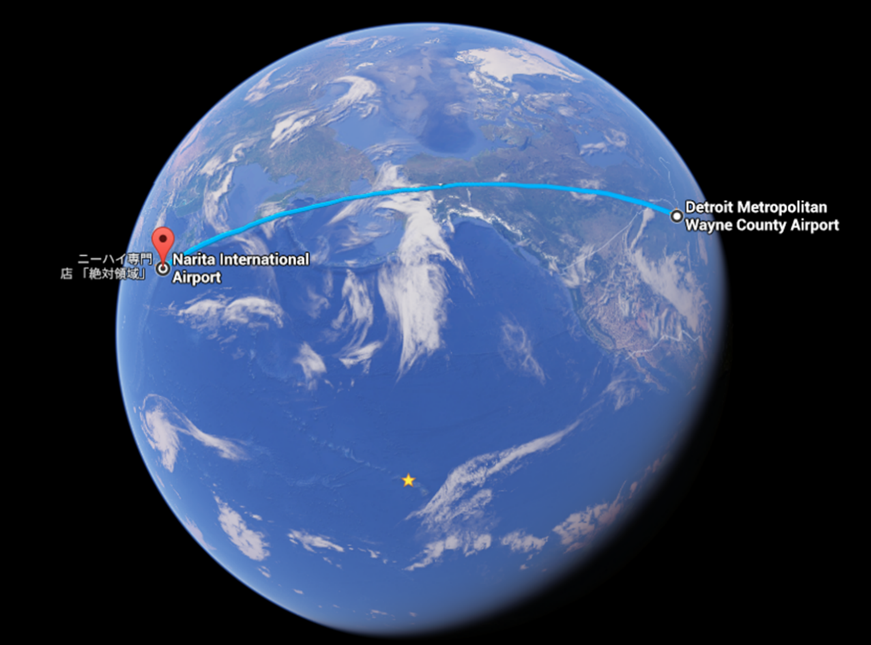 Detroit Metropolitan
Wayne County Airport
ニーハイ専門
店 「絶対領域」
Narita International
Airport